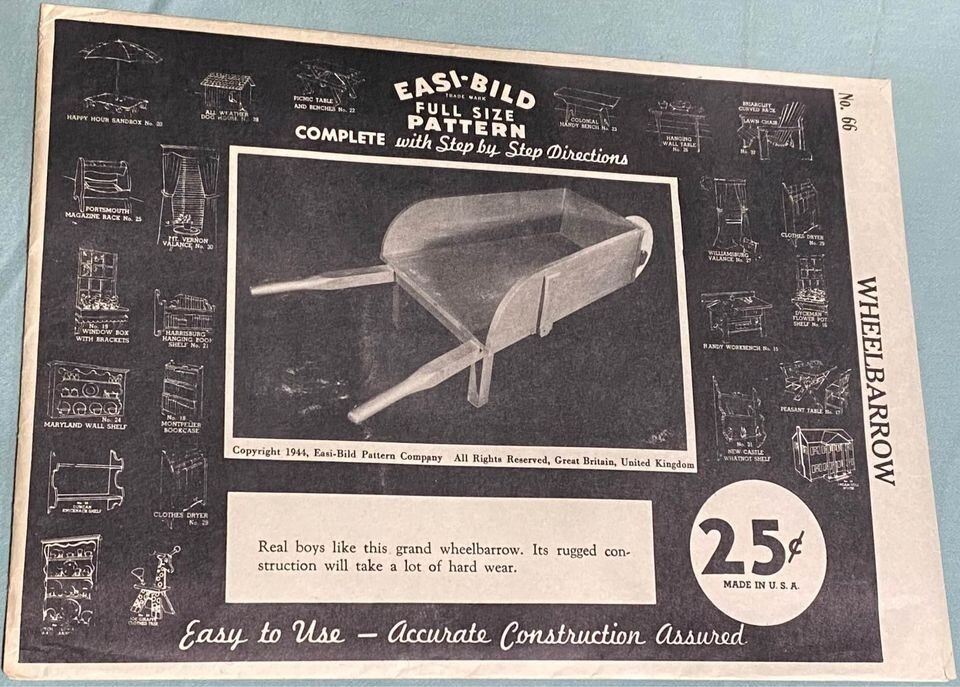 EASI-BILD
TRADE MARK
FULL SIZE
PATTERN
COMPLETE with Step by Step Directions
HAPPY HOUR SANDBOX No. 20
ALL WEATHER
DOG HOUSE No. 28
PICNIC TABLE
AND BENCHES No. 22
COLONIAL
HANDY BENCH No. 23
HANGING
WALL TABLE
BRIARCLIFF
CURVED BACK
LAWN CHAIR
PORTSMOUTH
MAGAZINE RACK No. 25
MT. VERNON
VALANCE No. 30
WILLIAMSBURG
VALANCE No. 27
CLOTHES DRYER
No. 29
No. 19
WINDOW BOX
WITH BRACKETS
HARRISBURG
HANGING BOOK
SHELF No. 21
HANDY WORKBENCH No. 15
DYCKMAN
FLOWER POT
SHELF No. 16
No. 24
MARYLAND WALL SHELF
No. 18
MONTPELIER
BOOKCASE
No. 31
NEW CASTLE
WHATNOT SHELF
PEASANT TABLE No. 17
CLOTHES DRYER
No. 29
Copyright 1944, Easi-Bild Pattern Company All Rights Reserved, Great Britain, United Kingdom
Real boys like this grand wheelbarrow. Its rugged con-
struction will take a lot of hard wear.
25¢
MADE IN U. S. A.
Easy to Use — Accurate Construction Assured
No. 66
WHEELBARROW